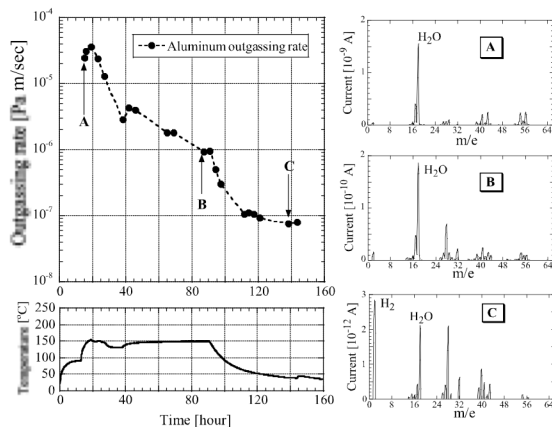 10⁻⁴
10⁻⁵
10⁻⁶
10⁻⁷
10⁻⁸
Outgassing rate [Pa m/sec]
Aluminum outgassing rate
A
B
C
0 40 80 120 160
250
200
150
100
50
0
Temperature [°C]
0 40 80 120 160
Time [hour]
2
1
0
Current [10⁻⁹ A]
H₂O
A
0 8 16 24 32 40 48 56 64
m/e
2
1
0
Current [10⁻¹⁰ A]
H₂O
B
0 8 16 24 32 40 48 56 64
m/e
3
2
1
0
Current [10⁻¹² A]
H₂
H₂O
C
0 8 16 24 32 40 48 56 64
m/e